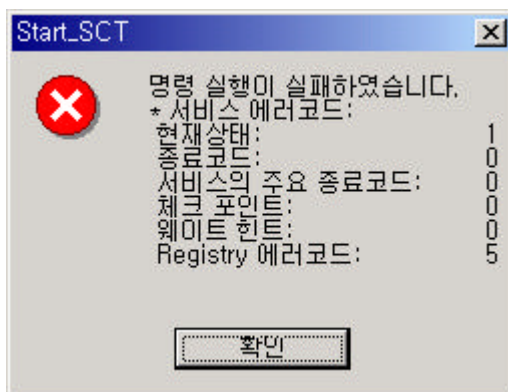 Start_SCT
명령 실행이 실패하였습니다.
* 서비스 에러코드:
현재상태: 1
종료코드: 0
서비스의 주요 종료코드: 0
체크 포인트: 0
웨이트 힌트: 0
Registry 에러코드: 5
확인